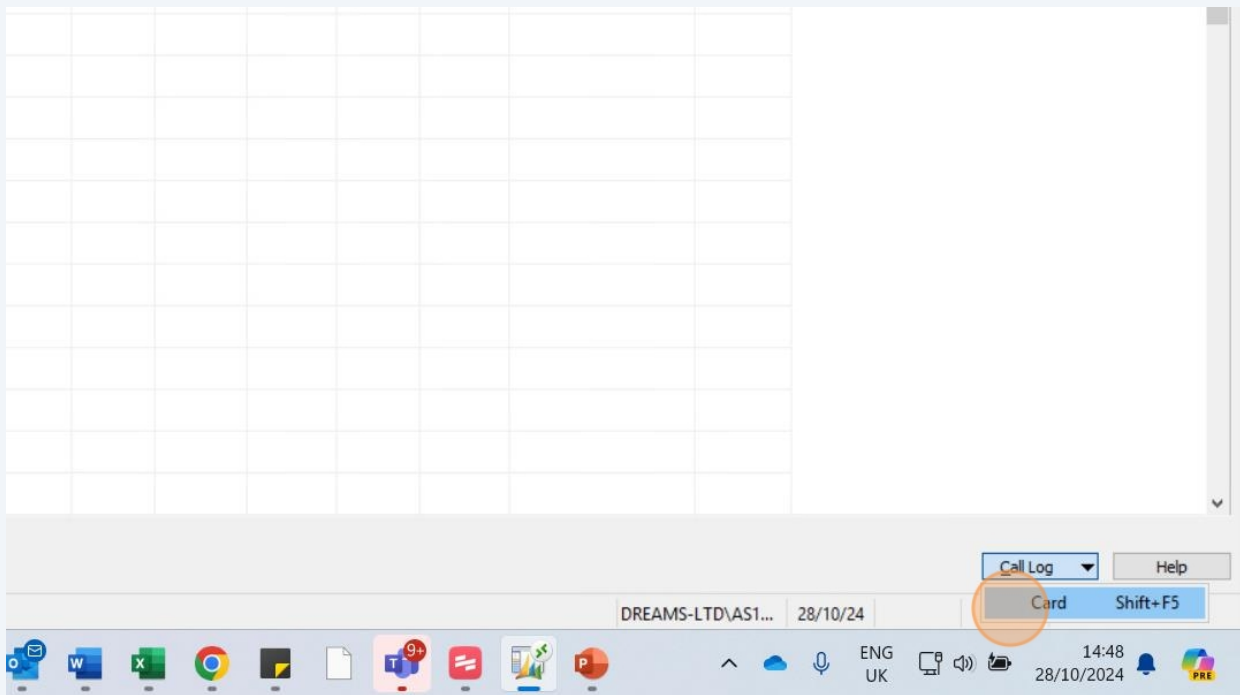 Call Log Help
Card Shift+F5
DREAMS-LTD\AS1... 28/10/24
9+
ENG
UK
14:48
28/10/2024
PRE